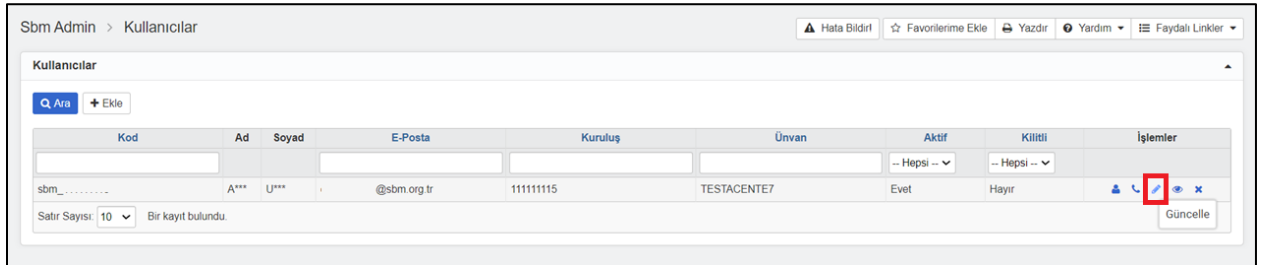 Sbm Admin > Kullanıcılar
Hata Bildir! Favorilerime Ekle Yazdır Yardım Faydalı Linkler
Kullanıcılar
Ara + Ekle
Kod Ad Soyad E-Posta Kuruluş Ünvan Aktif Kilitli İşlemler
-- Hepsi -- -- Hepsi --
sbm_ A*** U*** @sbm.org.tr 111111115 TESTACENTE7 Evet Hayır
Satır Sayısı: 10 Bir kayıt bulundu.
Güncelle